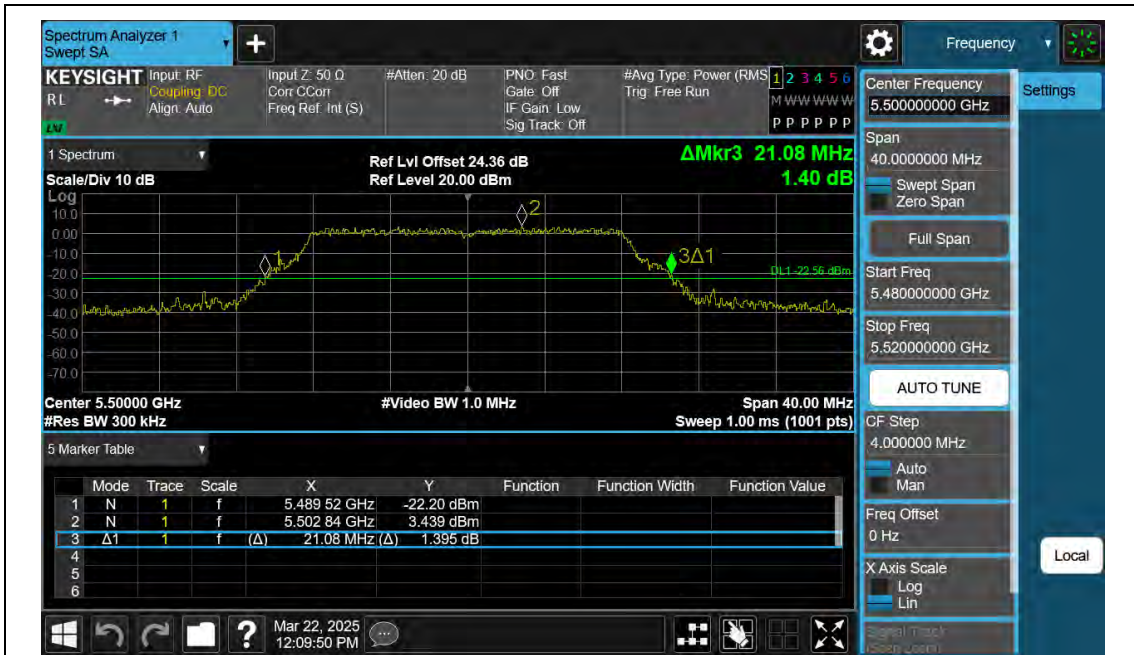 Spectrum Analyzer 1
Swept SA
Frequency
KEYSIGHT
RL
LXI
Input: RF
Coupling: DC
Align: Auto
Input Z: 50 Ω
Corr CCorr
Freq Ref: Int (S)
#Atten: 20 dB
PNO: Fast
Gate: Off
IF Gain: Low
Sig Track: Off
#Avg Type: Power (RMS
Trig: Free Run
1 2 3 4 5 6
M W W W W W
P P P P P P
1 Spectrum
Scale/Div 10 dB
Ref Lvl Offset 24.36 dB
Ref Level 20.00 dBm
ΔMkr3 21.08 MHz
1.40 dB
Log
10.0
0.00
-10.0
-20.0
-30.0
-40.0
-50.0
-60.0
-70.0
1
2
3Δ1
DL1 -22.56 dBm
Center 5.50000 GHz
#Res BW 300 kHz
#Video BW 1.0 MHz
Span 40.00 MHz
Sweep 1.00 ms (1001 pts)
5 Marker Table
Mode Trace Scale X Y Function Function Width Function Value
1 N 1 f 5.489 52 GHz -22.20 dBm
2 N 1 f 5.502 84 GHz 3.439 dBm
3 Δ1 1 f (Δ) 21.08 MHz (Δ) 1.395 dB
4
5
6
Mar 22, 2025
12:09:50 PM
Center Frequency
5.500000000 GHz
Settings
Span
40.0000000 MHz
Swept Span
Zero Span
Full Span
Start Freq
5.480000000 GHz
Stop Freq
5.520000000 GHz
AUTO TUNE
CF Step
4.000000 MHz
Auto
Man
Freq Offset
0 Hz
X Axis Scale
Log
Lin
Local
Signal Track
(Span Zoom)